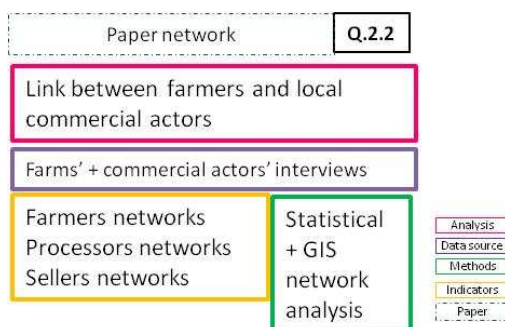 Paper network
Q.2.2
Link between farmers and local
commercial actors
Farms' + commercial actors' interviews
Farmers networks
Processors networks
Sellers networks
Statistical
+ GIS
network
analysis
Analysis
Data source
Methods
Indicators
Paper